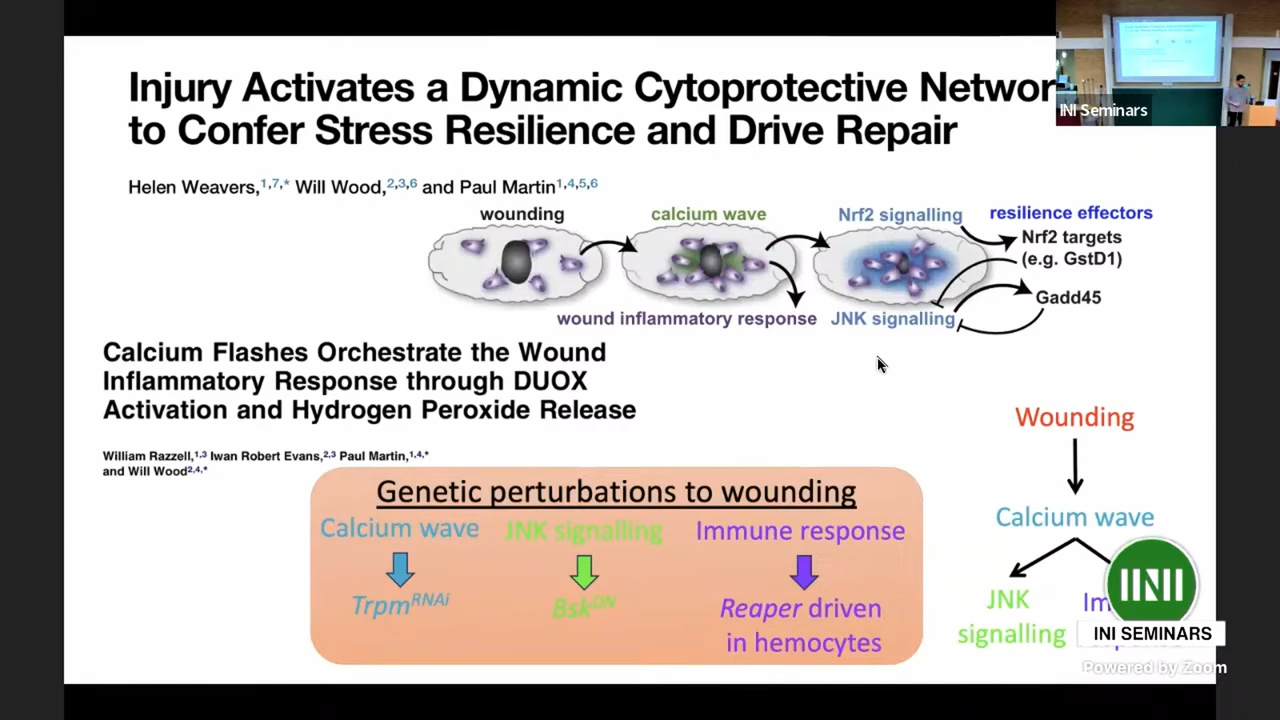 Injury Activates a Dynamic Cytoprotective Networ
to Confer Stress Resilience and Drive Repair
INI Seminars
Helen Weavers,1,7,* Will Wood,2,3,6 and Paul Martin1,4,5,6
wounding
calcium wave
Nrf2 signalling
resilience effectors
Nrf2 targets
(e.g. GstD1)
Gadd45
wound inflammatory response
JNK signalling
Calcium Flashes Orchestrate the Wound
Inflammatory Response through DUOX
Activation and Hydrogen Peroxide Release
William Razzell,1,3 Iwan Robert Evans,2,3 Paul Martin,1,4,*
and Will Wood2,4,*
Genetic perturbations to wounding
Calcium wave
JNK signalling
Immune response
TrpmRNAi
BskDN
Reaper driven
in hemocytes
Wounding
Calcium wave
JNK
signalling
Im
INI SEMINARS
Powered by Zoom